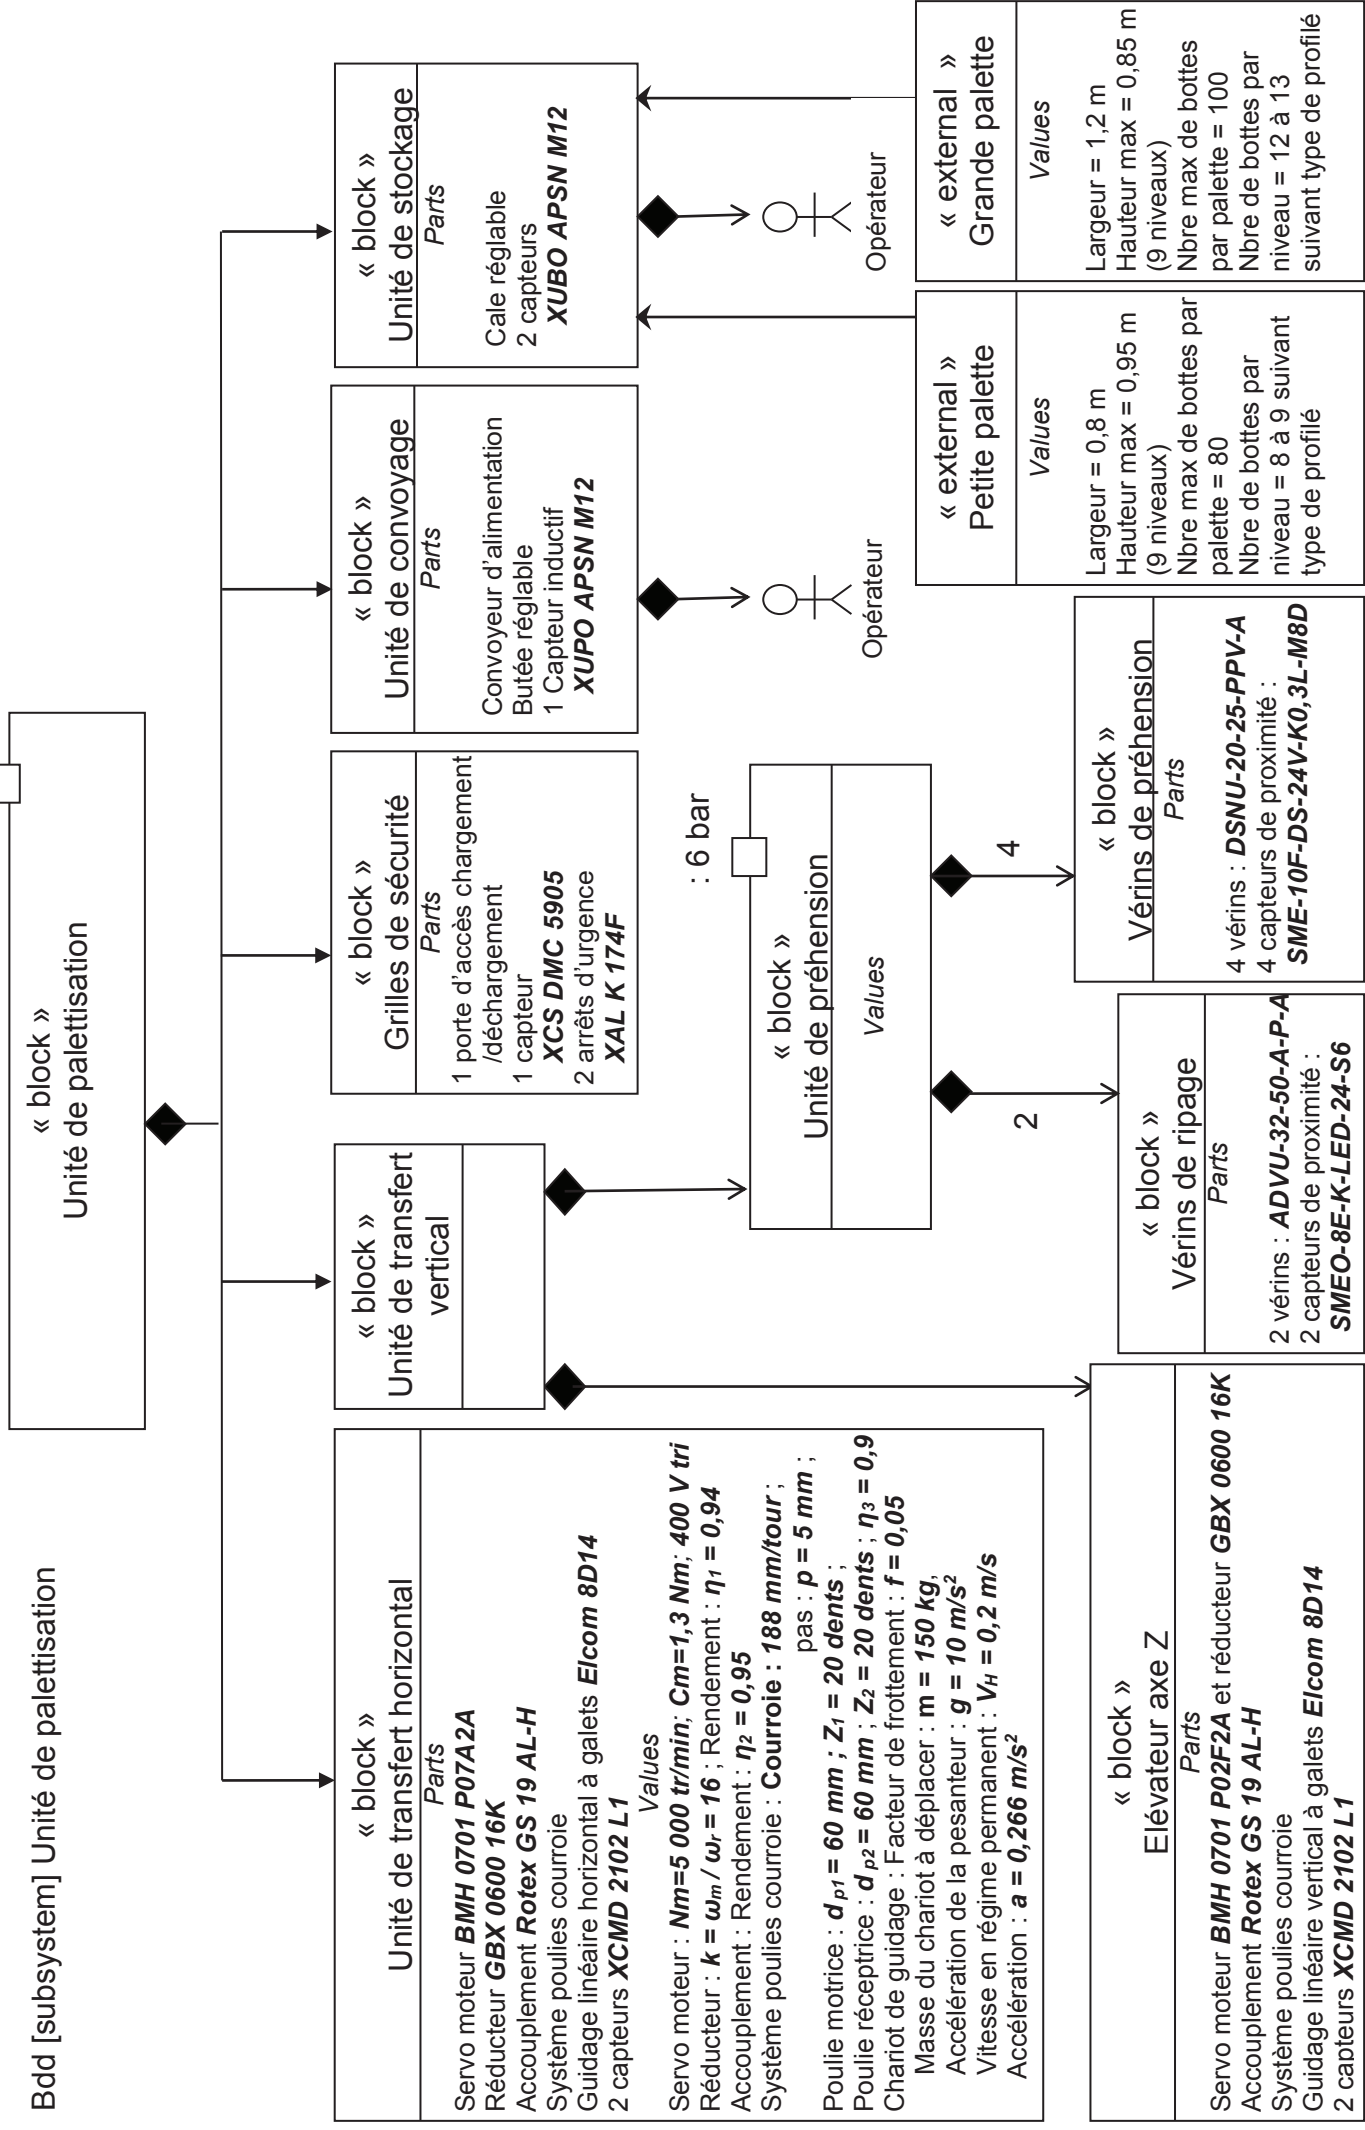 Bdd [subsystem] Unité de palettisation
« block »
Unité de palettisation
« block »
Unité de transfert horizontal
Parts
Servo moteur BMH 0701 P07A2A
Réducteur GBX 0600 16K
Accouplement Rotex GS 19 AL-H
Système poulies courroie
Guidage linéaire horizontal à galets Elcom 8D14
2 capteurs XCMD 2102 L1
Values
Servo moteur : Nm=5 000 tr/min; Cm=1,3 Nm; 400 V tri
Réducteur : k = ωm / ωr = 16 ; Rendement : η1 = 0,94
Accouplement : Rendement : η2 = 0,95
Système poulies courroie : Courroie : 188 mm/tour ;
pas : p = 5 mm ;
Poulie motrice : d p1 = 60 mm ; Z1 = 20 dents ;
Poulie réceptrice : d p2 = 60 mm ; Z2 = 20 dents ; η3 = 0,9
Chariot de guidage : Facteur de frottement : f = 0,05
Masse du chariot à déplacer : m = 150 kg,
Accélération de la pesanteur : g = 10 m/s²
Vitesse en régime permanent : VH = 0,2 m/s
Accélération : a = 0,266 m/s²
« block »
Unité de transfert
vertical
« block »
Grilles de sécurité
Parts
1 porte d'accès chargement
/déchargement
1 capteur
XCS DMC 5905
2 arrêts d'urgence
XAL K 174F
« block »
Unité de convoyage
Parts
Convoyeur d'alimentation
Butée réglable
1 Capteur inductif
XUPO APSN M12
« block »
Unité de stockage
Parts
Cale réglable
2 capteurs
XUBO APSN M12
: 6 bar
« block »
Unité de préhension
Values
Opérateur
Opérateur
2
4
« block »
Elévateur axe Z
Parts
Servo moteur BMH 0701 P02F2A et réducteur GBX 0600 16K
Accouplement Rotex GS 19 AL-H
Système poulies courroie
Guidage linéaire vertical à galets Elcom 8D14
2 capteurs XCMD 2102 L1
« block »
Vérins de ripage
Parts
2 vérins : ADVU-32-50-A-P-A
2 capteurs de proximité :
SMEO-8E-K-LED-24-S6
« block »
Vérins de préhension
Parts
4 vérins : DSNU-20-25-PPV-A
4 capteurs de proximité :
SME-10F-DS-24V-K0,3L-M8D
« external »
Petite palette
Values
Largeur = 0,8 m
Hauteur max = 0,95 m
(9 niveaux)
Nbre max de bottes par
palette = 80
Nbre de bottes par
niveau = 8 à 9 suivant
type de profilé
« external »
Grande palette
Values
Largeur = 1,2 m
Hauteur max = 0,85 m
(9 niveaux)
Nbre max de bottes
par palette = 100
Nbre de bottes par
niveau = 12 à 13
suivant type de profilé